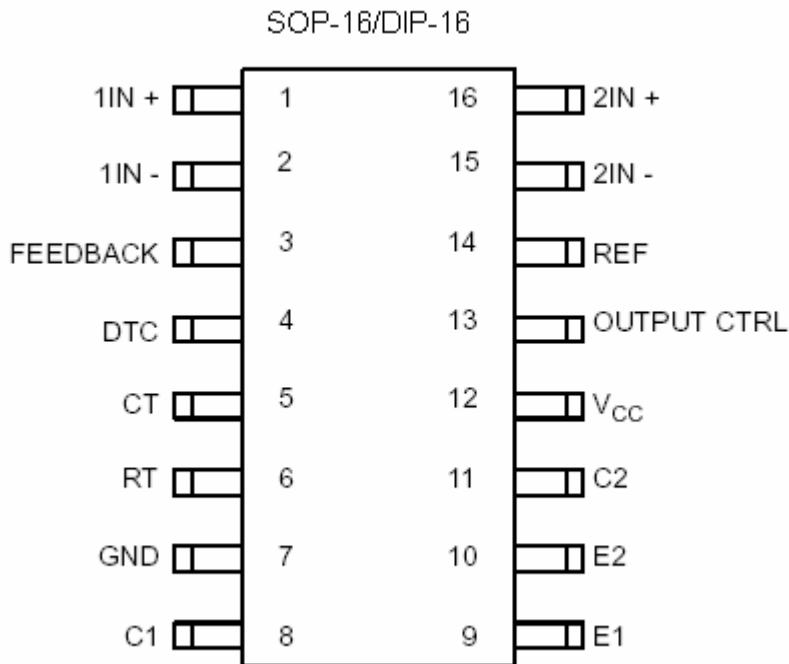 SOP-16/DIP-16
1IN + 1 16 2IN +
1IN - 2 15 2IN -
FEEDBACK 3 14 REF
DTC 4 13 OUTPUT CTRL
CT 5 12 VCC
RT 6 11 C2
GND 7 10 E2
C1 8 9 E1